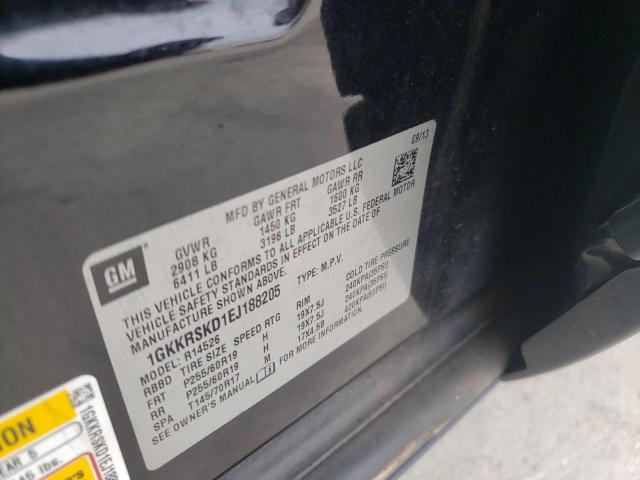 09/13
MFD BY GENERAL MOTORS LLC
GVWR GAWR FRT GAWR RR
2908 KG 1450 KG 1600 KG
6411 LB 3196 LB 3527 LB
GM
THIS VEHICLE CONFORMS TO ALL APPLICABLE U.S. FEDERAL MOTOR
VEHICLE SAFETY STANDARDS IN EFFECT ON THE DATE OF
MANUFACTURE SHOWN ABOVE.
1GKKRSKD1EJ188205 TYPE: M.P.V.
MODEL: R14526
RBBD TIRE SIZE SPEED RTG RIM COLD TIRE PRESSURE
FRT P255/60R19 H 19X7.5J 240KPA(35PSI)
RR P255/60R19 H 19X7.5J 240KPA(35PSI)
SPA T145/70R17 M 17X4.5B 420KPA(60PSI)
SEE OWNER'S MANUAL FOR MORE INFORMATION.
1GKKRSKD1EJ188